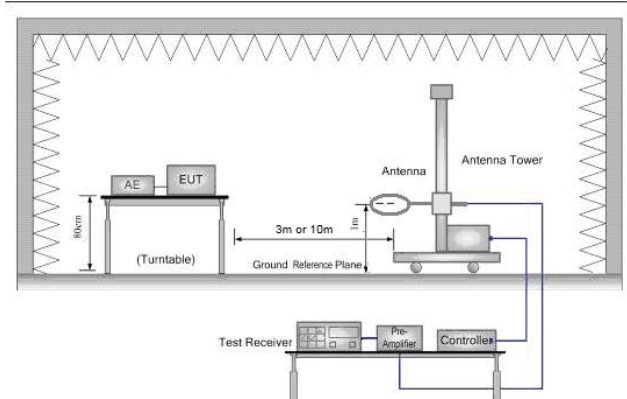 AE
EUT
80cm
(Turntable)
3m or 10m
Ground Reference Plane
1m
Antenna
Antenna Tower
Test Receiver
Pre-
Amplifier
Controller